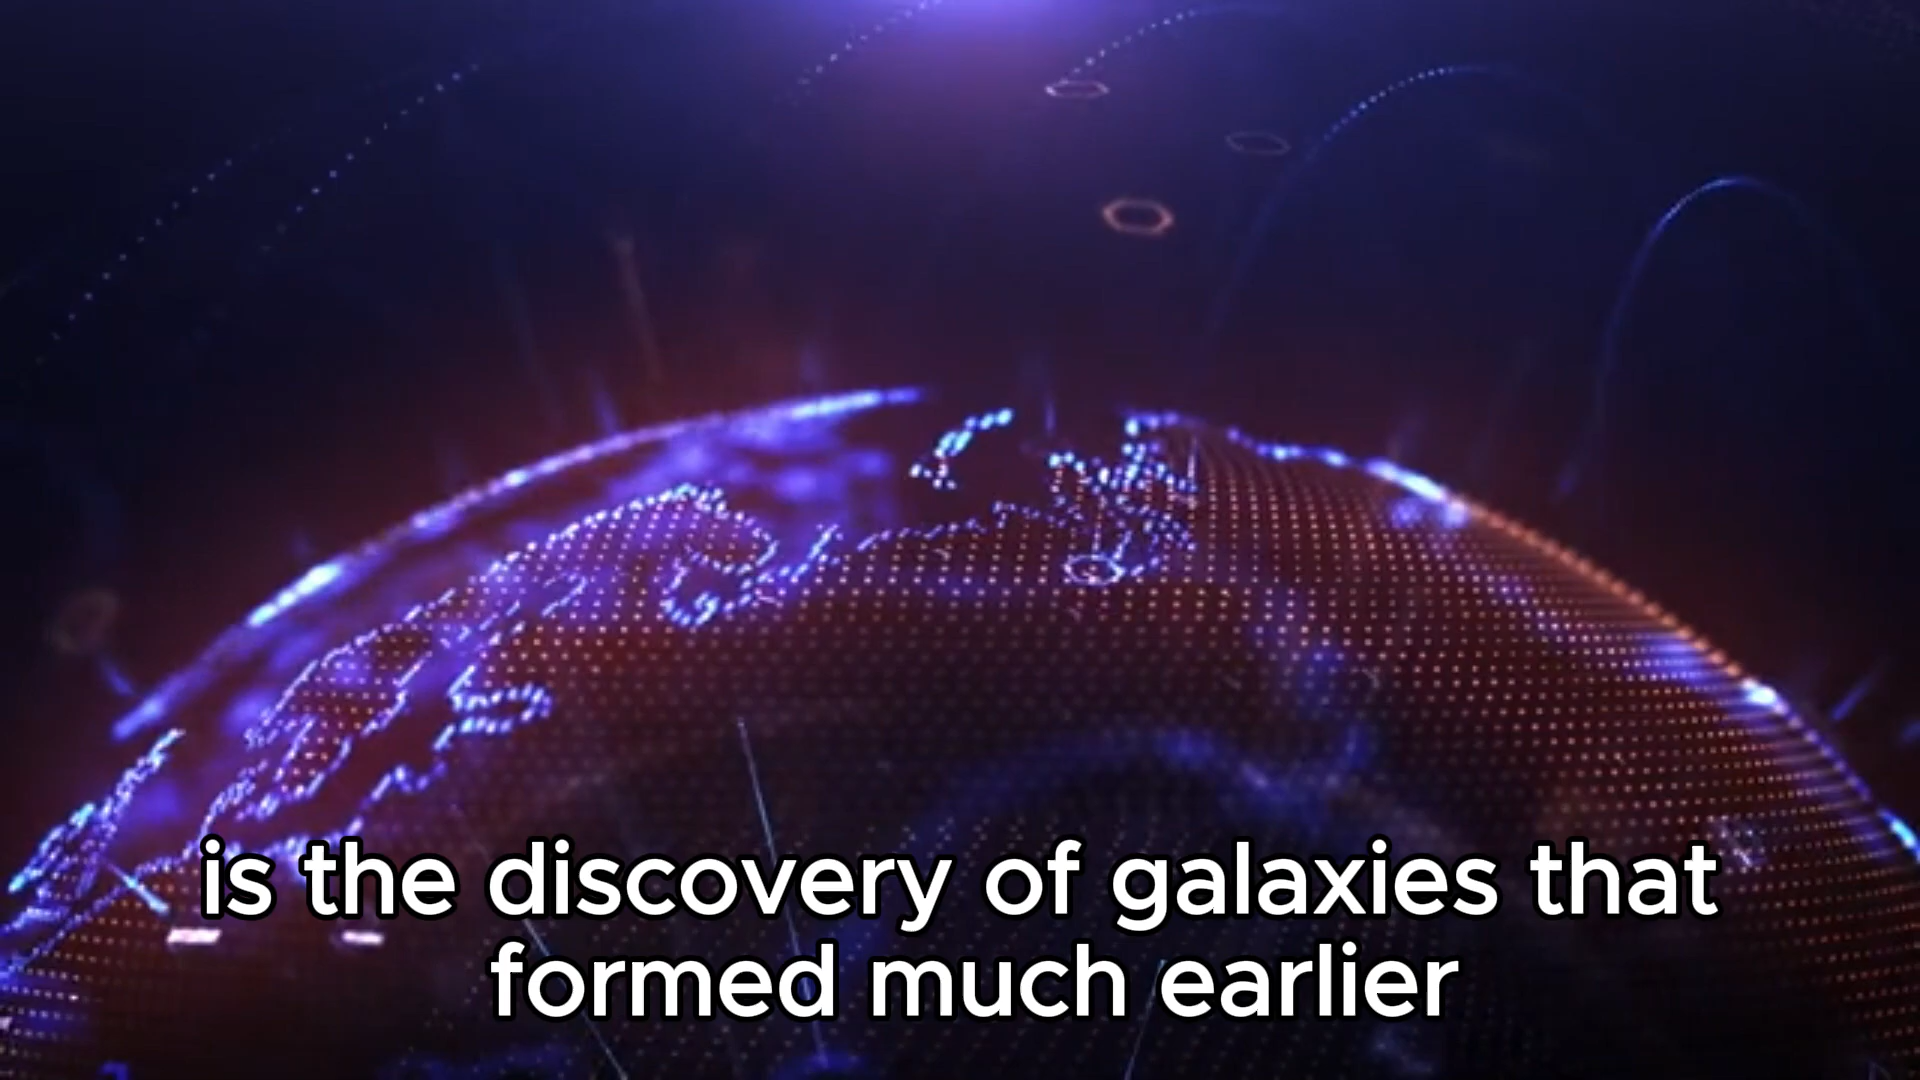 is the discovery of galaxies that
formed much earlier